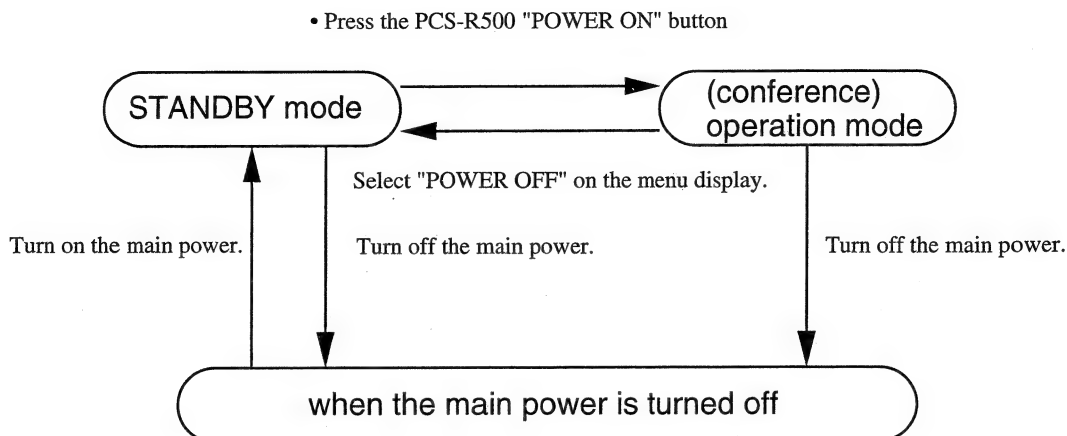 • Press the PCS-R500 "POWER ON" button
STANDBY mode
(conference)
operation mode
Select "POWER OFF" on the menu display.
Turn on the main power.
Turn off the main power.
Turn off the main power.
when the main power is turned off